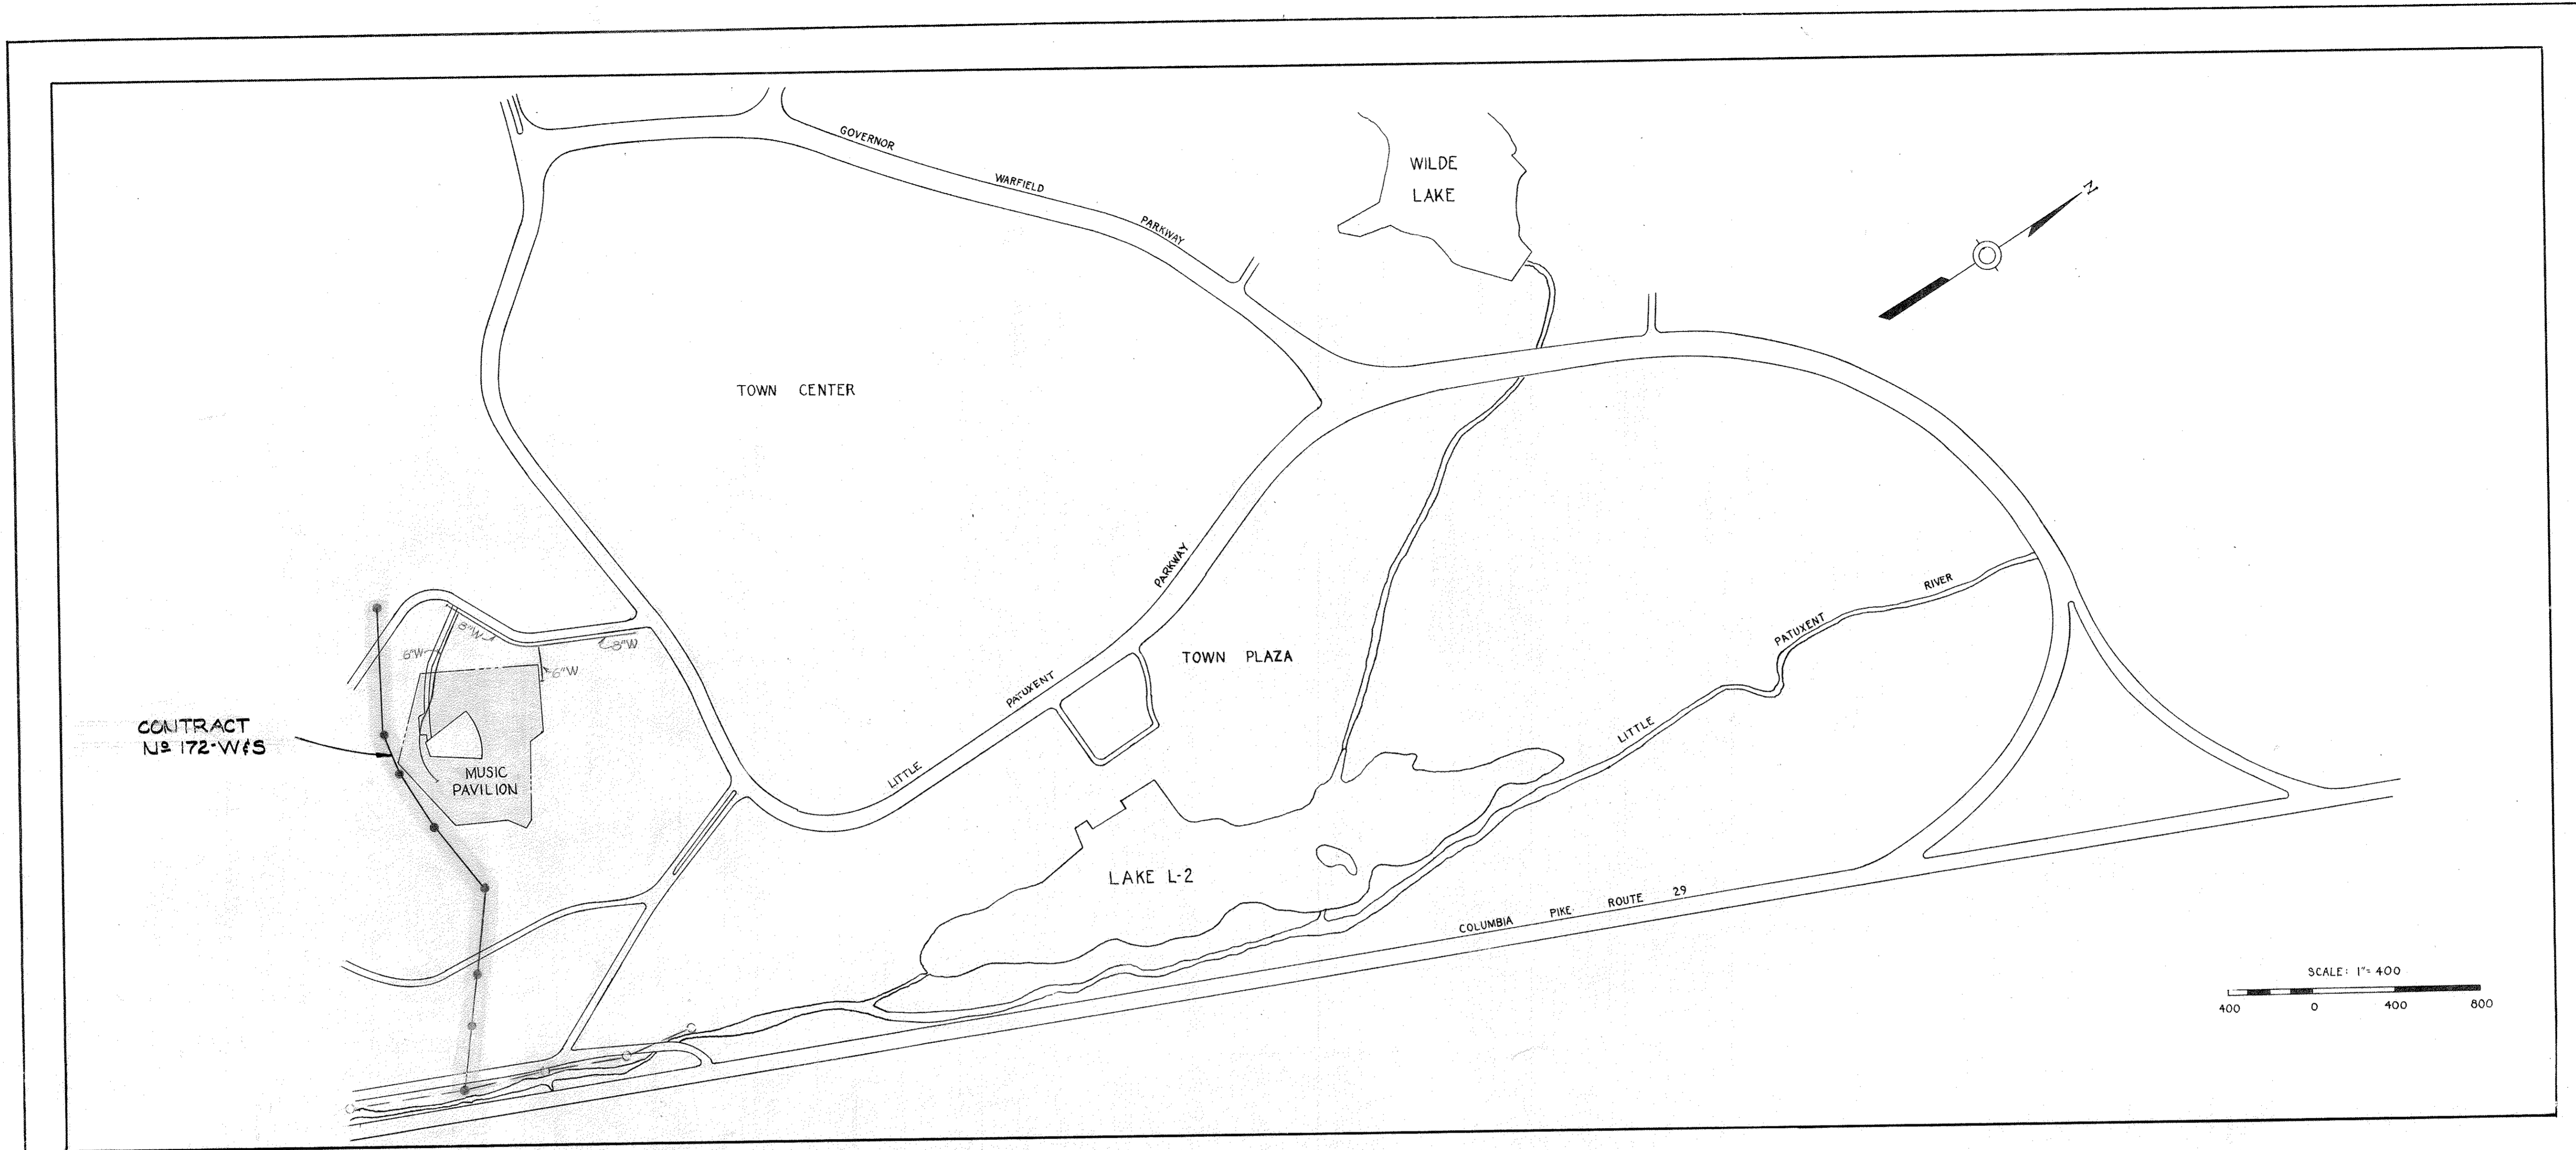 GOVERNOR
WARFIELD
PARKWAY
WILDE
LAKE
N
TOWN CENTER
PARKWAY
TOWN PLAZA
PATUXENT
LITTLE
RIVER
PATUXENT
LITTLE
8"W
8"W
6"W
6"W
CONTRACT
Nº 172-W&S
MUSIC
PAVILION
LAKE L-2
COLUMBIA PIKE ROUTE 29
SCALE: 1"= 400
400 0 400 800